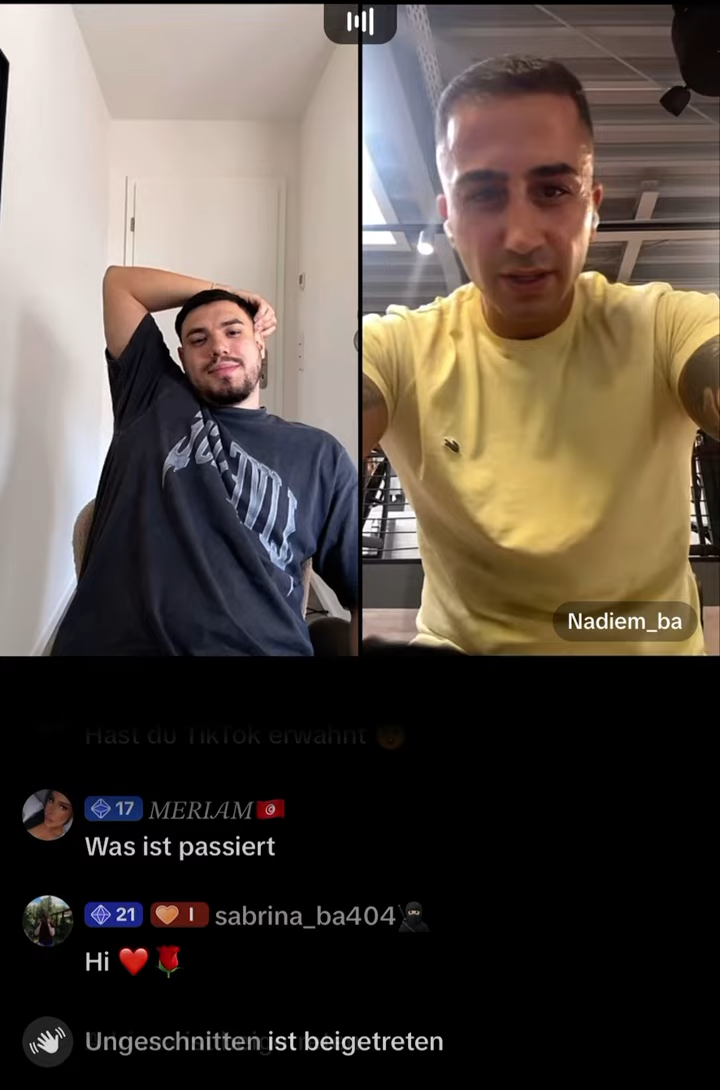 Nadiem_ba
Hast du TikTok erwähnt 😮
17 MERIAM🇹🇳
Was ist passiert
21 I sabrina_ba404🥷
Hi ❤️🌹
Ungeschnitten ist beigetreten